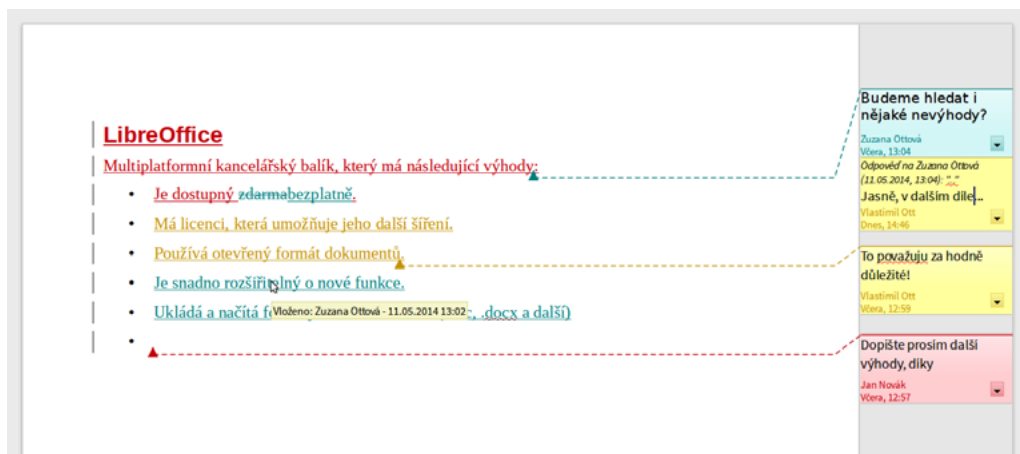 LibreOffice
Multiplatformní kancelářský balík, který má následující výhody:
• Je dostupný zdarmabezplatně.
• Má licenci, která umožňuje jeho další šíření.
• Používá otevřený formát dokumentů.
• Je snadno rozšiřitelný o nové funkce.
• Ukládá a načítá .docx a další)
Vloženo: Zuzana Ottová - 11.05.2014 13:02
•
Budeme hledat i
nějaké nevýhody?
Zuzana Ottová
Včera, 13:04
Odpověď na Zuzana Ottová
(11.05.2014, 13:04): "."
Jasně, v dalším díle...
Vlastimil Ott
Dnes, 14:46
To považuju za hodně
důležité!
Vlastimil Ott
Včera, 12:59
Dopište prosím další
výhody, díky
Jan Novák
Včera, 12:57